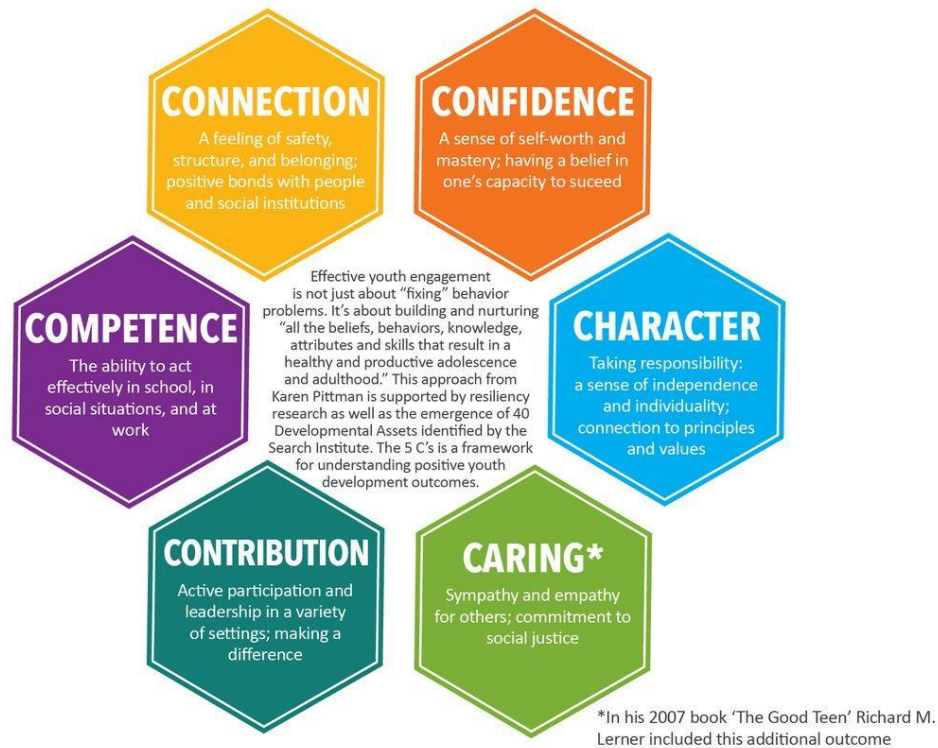 CONNECTION
A feeling of safety,
structure, and belonging;
positive bonds with people
and social institutions
CONFIDENCE
A sense of self-worth and
mastery; having a belief in
one's capacity to suceed
COMPETENCE
The ability to act
effectively in school, in
social situations, and at
work
Effective youth engagement
is not just about “fixing” behavior
problems. It's about building and nurturing
“all the beliefs, behaviors, knowledge,
attributes and skills that result in a
healthy and productive adolescence
and adulthood.” This approach from
Karen Pittman is supported by resiliency
research as well as the emergence of 40
Developmental Assets identified by the
Search Institute. The 5 C's is a framework
for understanding positive youth
development outcomes.
CHARACTER
Taking responsibility:
a sense of independence
and individuality;
connection to principles
and values
CONTRIBUTION
Active participation and
leadership in a variety
of settings; making a
difference
CARING*
Sympathy and empathy
for others; commitment to
social justice
*In his 2007 book ‘The Good Teen’ Richard M.
Lerner included this additional outcome